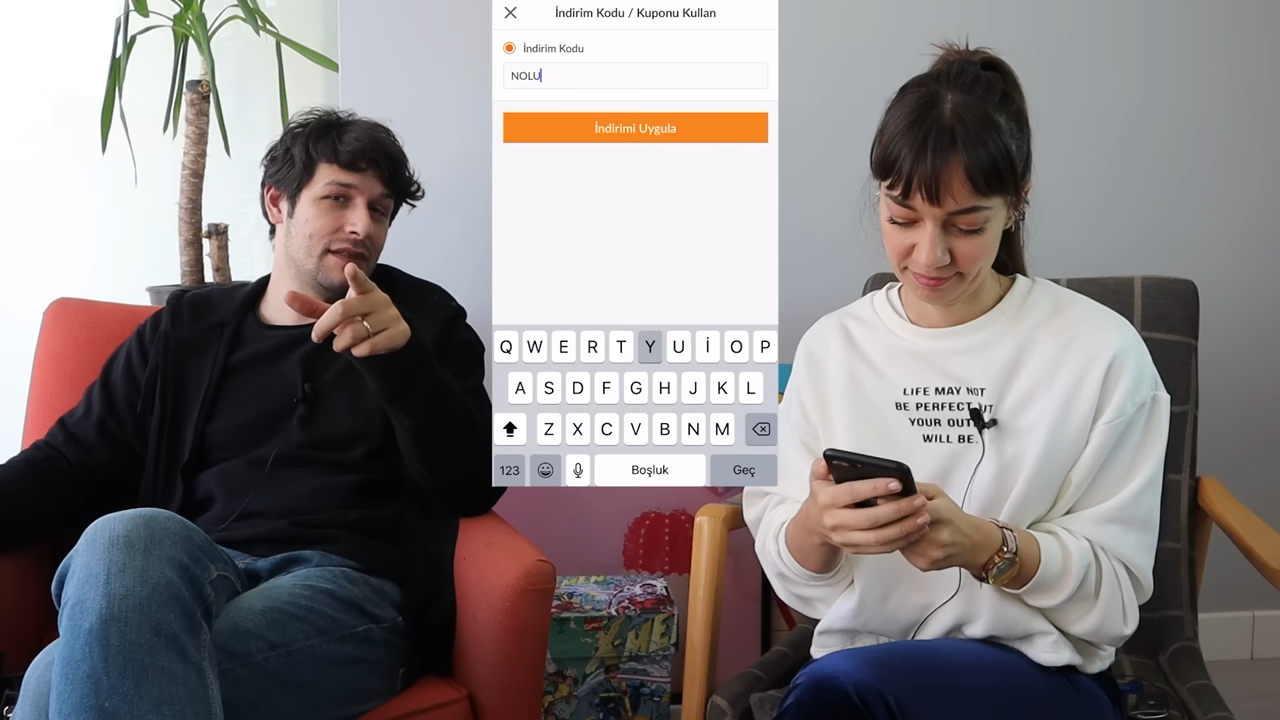 İndirim Kodu / Kuponu Kullan
İndirim Kodu
NOLU
İndirimi Uygula
Q W E R T Y U İ O P
A S D F G H J K L
Z X C V B N M
123 Boşluk Geç
LIFE MAY NOT
BE PERFECT UT
YOUR OUT
WILL BE.